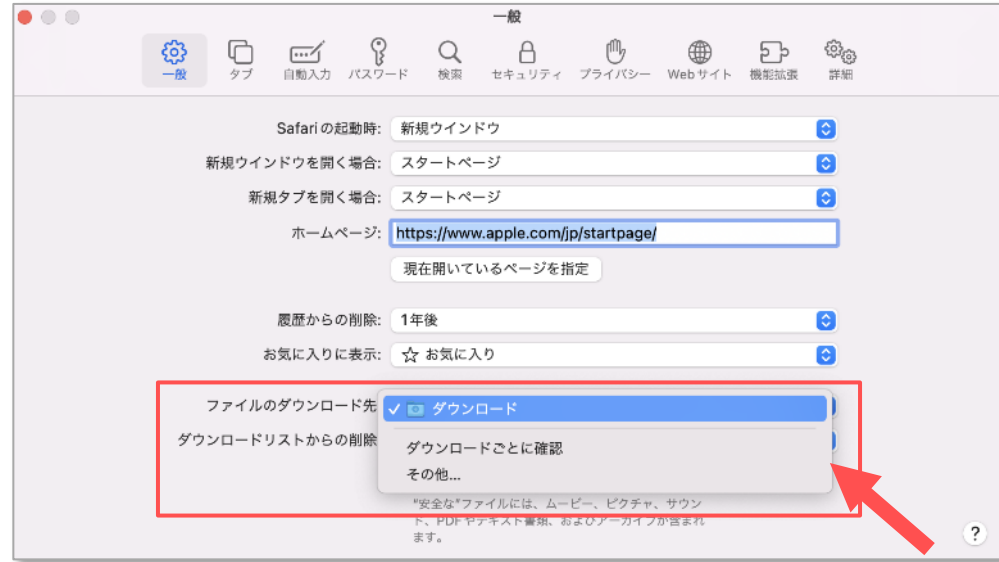 一般
一般 タブ 自動入力 パスワード 検索 セキュリティ プライバシー Webサイト 機能拡張 詳細
Safariの起動時: 新規ウインドウ
新規ウインドウを開く場合: スタートページ
新規タブを開く場合: スタートページ
ホームページ: https://www.apple.com/jp/startpage/
現在開いているページを指定
履歴からの削除: 1年後
お気に入りに表示: ☆ お気に入り
ファイルのダウンロード先 ✓ ダウンロード
ダウンロードリストからの削除 ダウンロードごとに確認
その他...
"安全な"ファイルには、ムービー、ピクチャ、サウン
ド、PDFやテキスト書類、およびアーカイブが含まれ
ます。
?